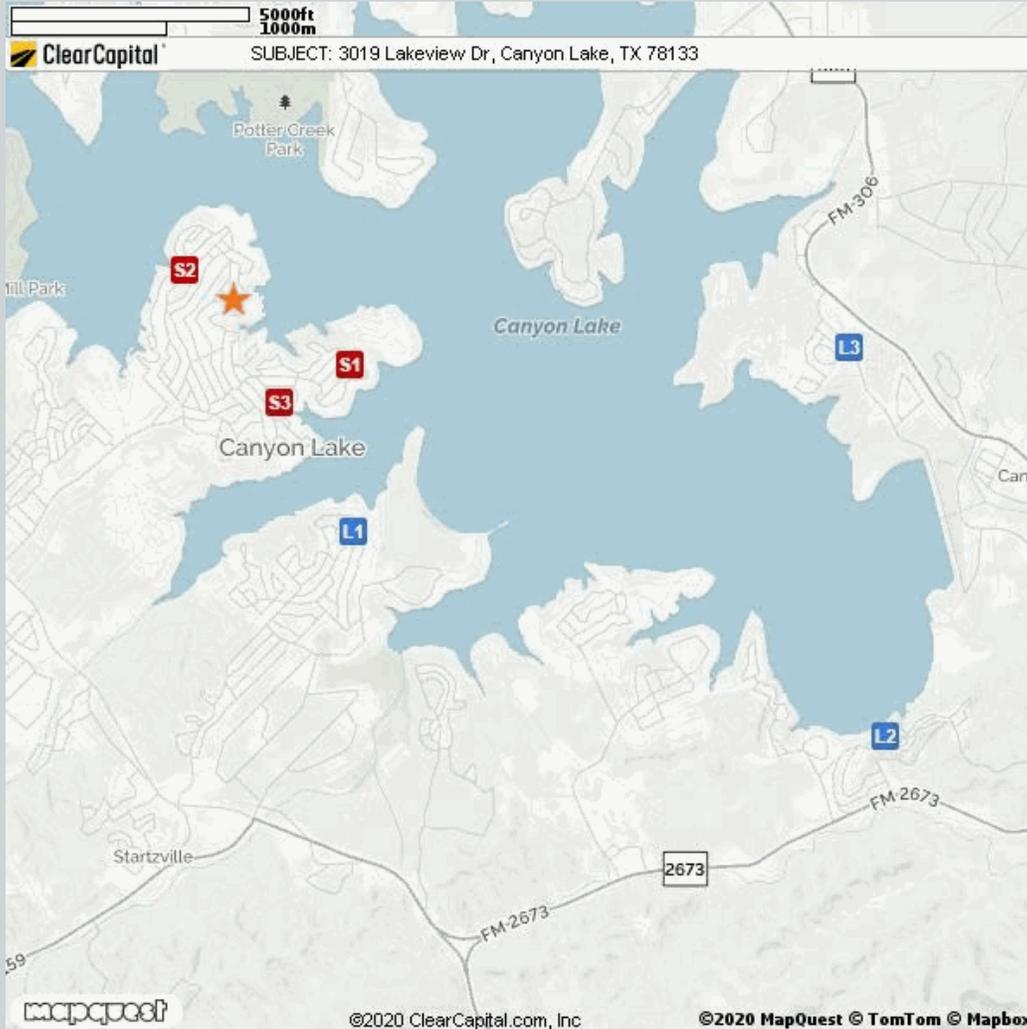 5000ft
1000m
ClearCapital SUBJECT: 3019 Lakeview Dr, Canyon Lake, TX 78133
Potter Creek
Park
FM-306
S2
Mill Park
Canyon Lake
L3
S1
S3
Canyon Lake
Can
L1
L2
FM-2673
Startzville
2673
FM-2673
59
mapquest
©2020 ClearCapital.com, Inc ©2020 MapQuest © TomTom © Mapbox